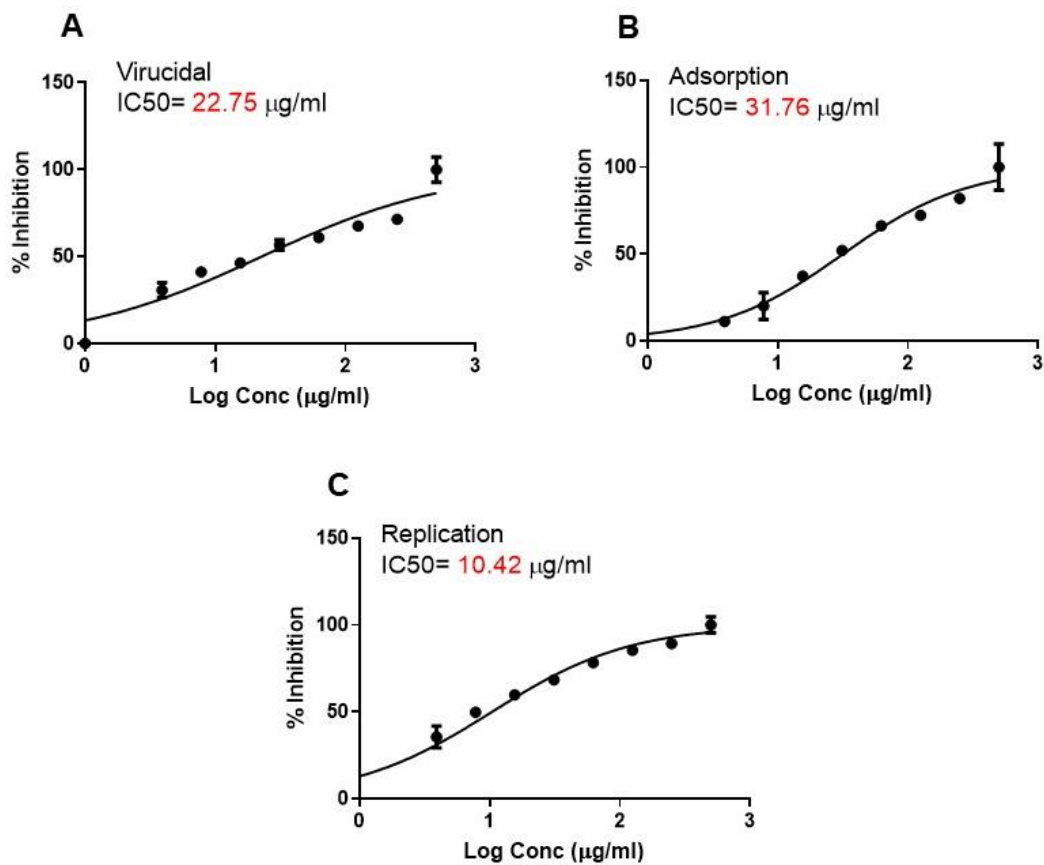 A
Virucidal
IC50= 22.75 μg/ml
150
100
50
0
% Inhibition
0 1 2 3
Log Conc (μg/ml)
B
Adsorption
IC50= 31.76 μg/ml
150
100
50
0
% Inhibition
0 1 2 3
Log Conc (μg/ml)
C
Replication
IC50= 10.42 μg/ml
150
100
50
0
% Inhibition
0 1 2 3
Log Conc (μg/ml)